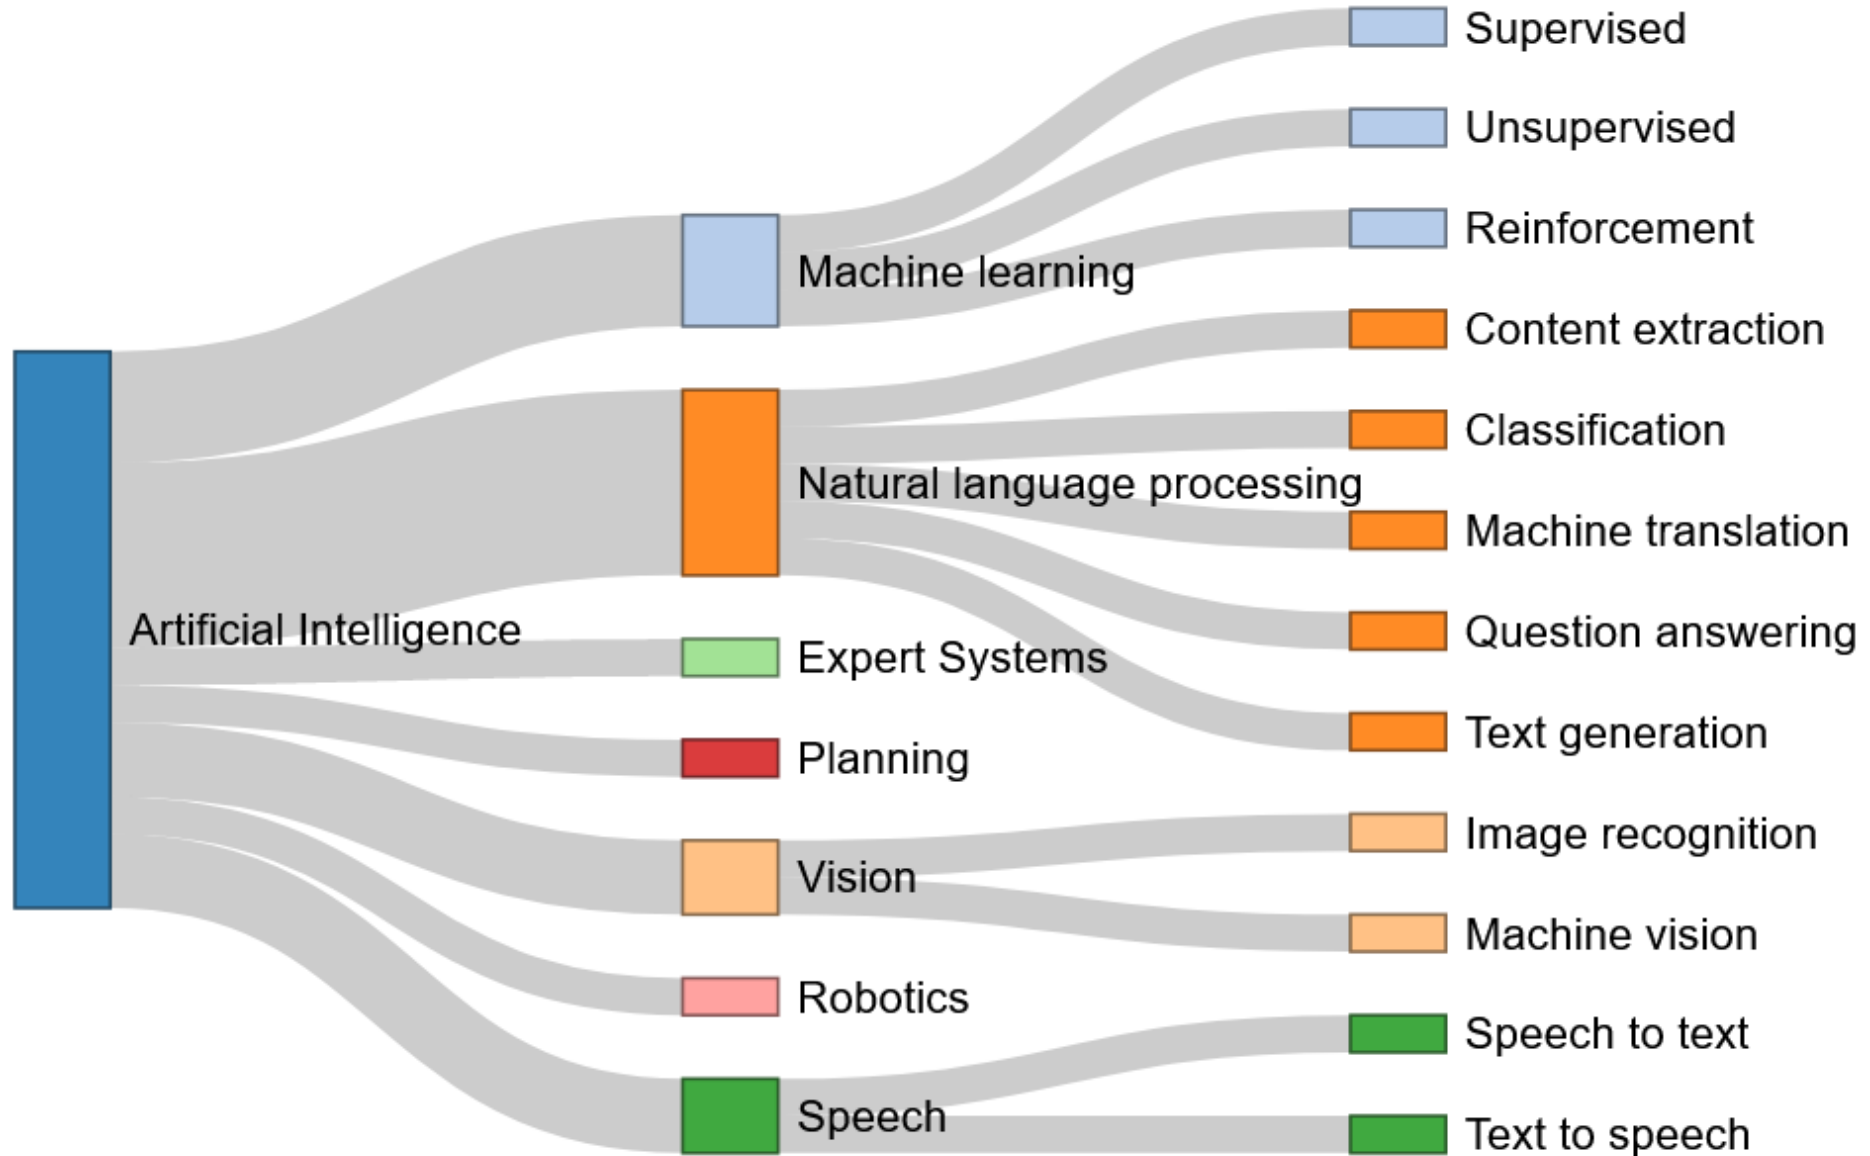 Artificial Intelligence
Machine learning
Natural language processing
Expert Systems
Planning
Vision
Robotics
Speech
Supervised
Unsupervised
Reinforcement
Content extraction
Classification
Machine translation
Question answering
Text generation
Image recognition
Machine vision
Speech to text
Text to speech